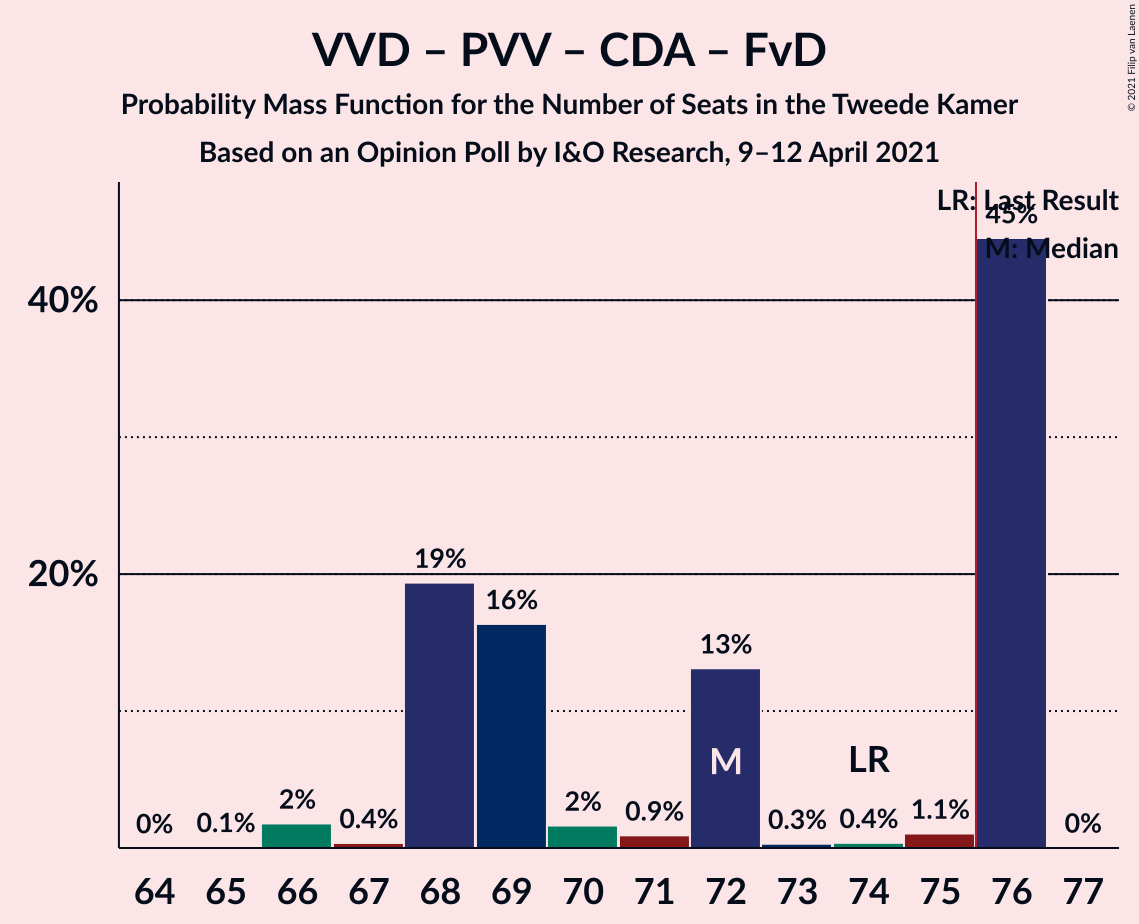 VVD – PVV – CDA – FvD
Probability Mass Function for the Number of Seats in the Tweede Kamer
Based on an Opinion Poll by I&O Research, 9–12 April 2021
© 2021 Filip van Laenen
LR: Last Result
M: Median
40%
20%
0%
0.1%
2%
0.4%
19%
16%
2%
0.9%
13%
0.3%
0.4%
1.1%
45%
0%
M
LR
64 65 66 67 68 69 70 71 72 73 74 75 76 77